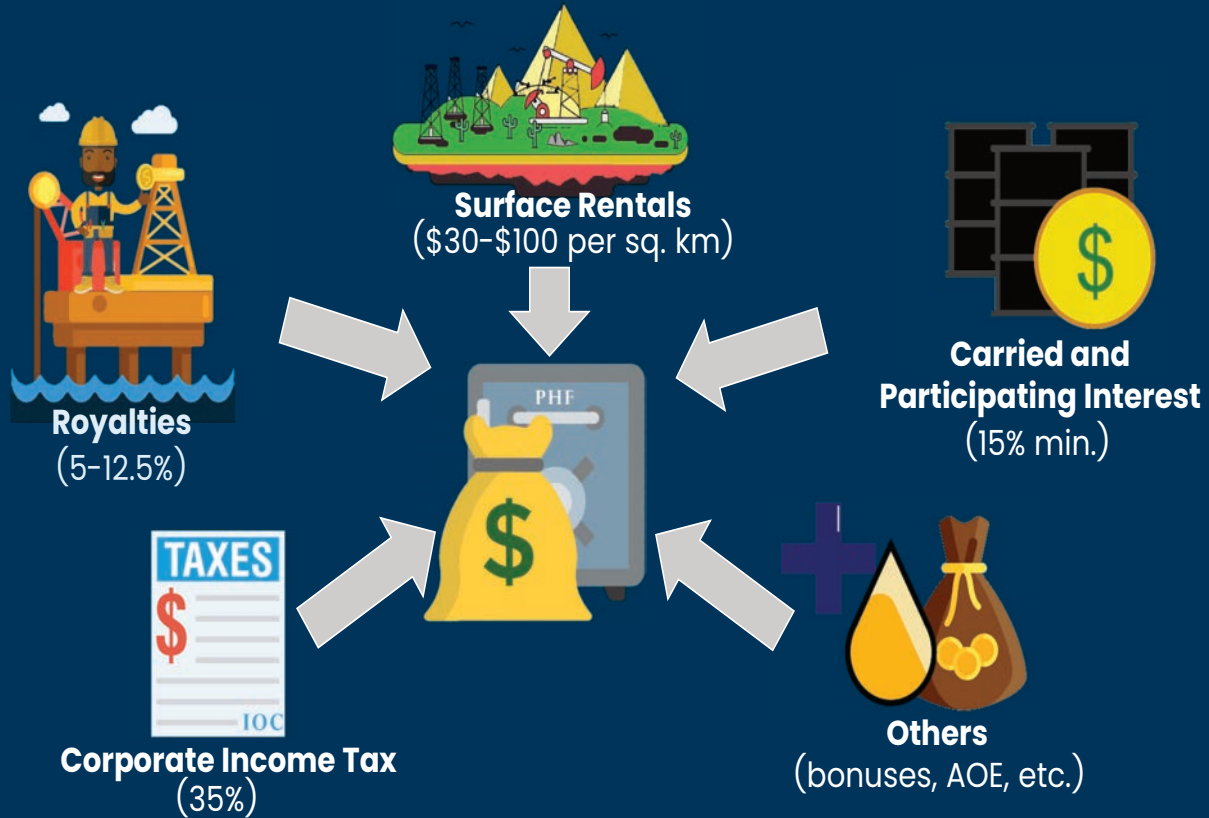 Surface Rentals
($30-$100 per sq. km)
Royalties
(5-12.5%)
Carried and
Participating Interest
(15% min.)
PHF
$
$
TAXES
$
IOC
Corporate Income Tax
(35%)
Others
(bonuses, AOE, etc.)